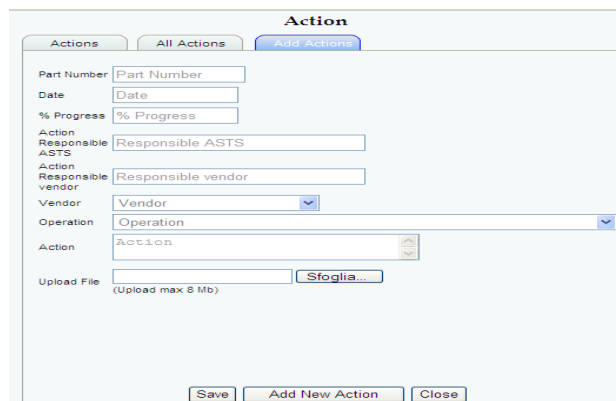 Action
Actions All Actions Add Actions
Part Number Part Number
Date Date
% Progress % Progress
Action
Responsible Responsible ASTS
ASTS
Action
Responsible Responsible vendor
vendor
Vendor Vendor
Operation Operation
Action Action
Upload File Sfoglia...
(Upload max 8 Mb)
Save Add New Action Close